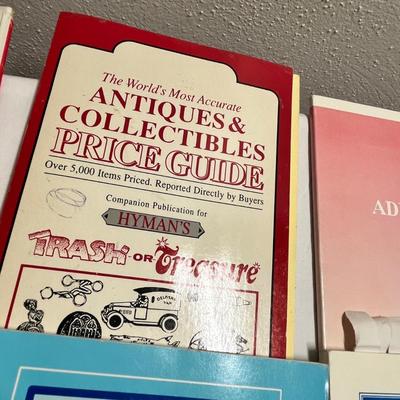 The World's Most Accurate
ANTIQUES &
COLLECTIBLES
PRICE GUIDE
Over 5,000 Items Priced, Reported Directly by Buyers
Companion Publication for
HYMAN'S
TRASH OR Treasure
AD